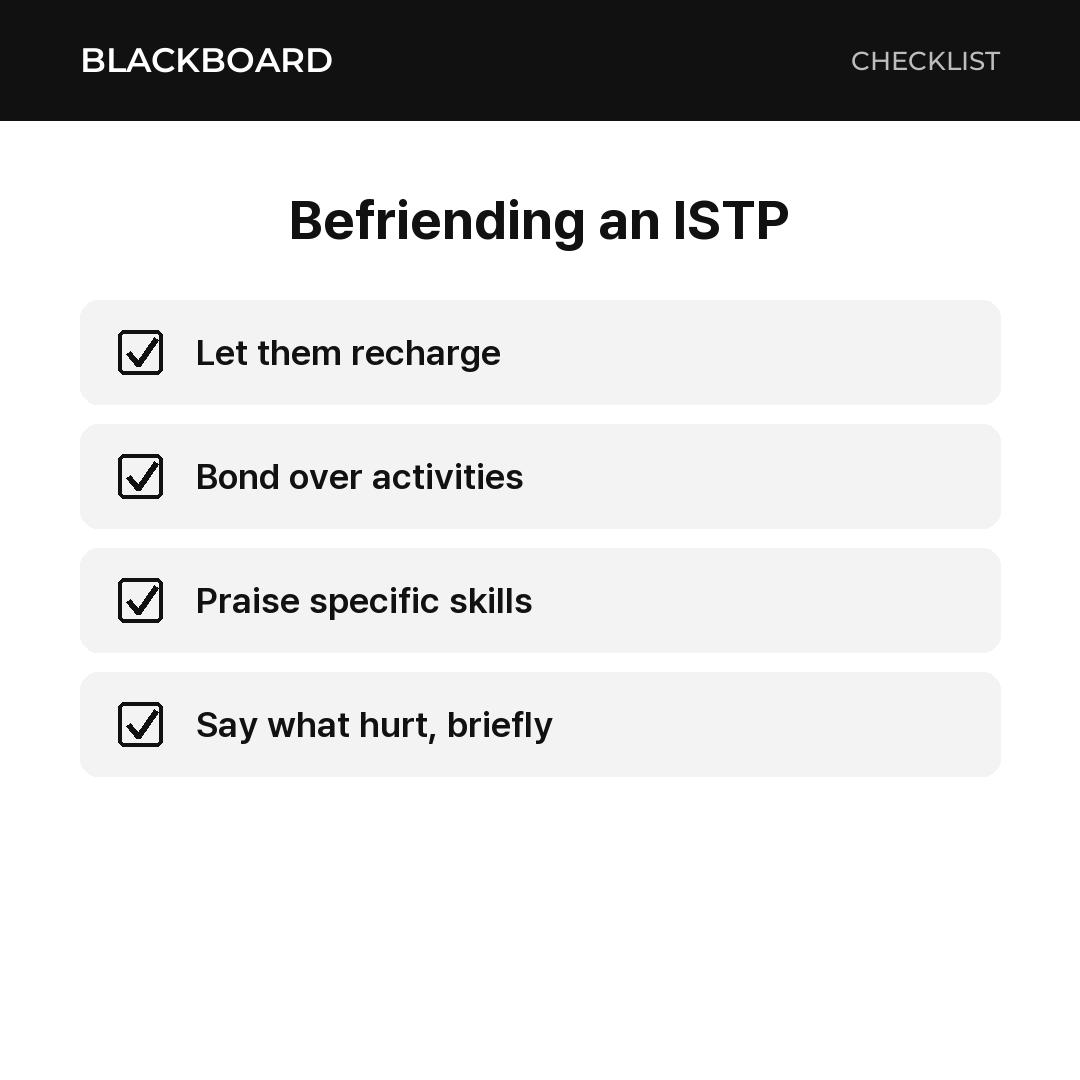 BLACKBOARD
CHECKLIST
Befriending an ISTP
Let them recharge
Bond over activities
Praise specific skills
Say what hurt, briefly